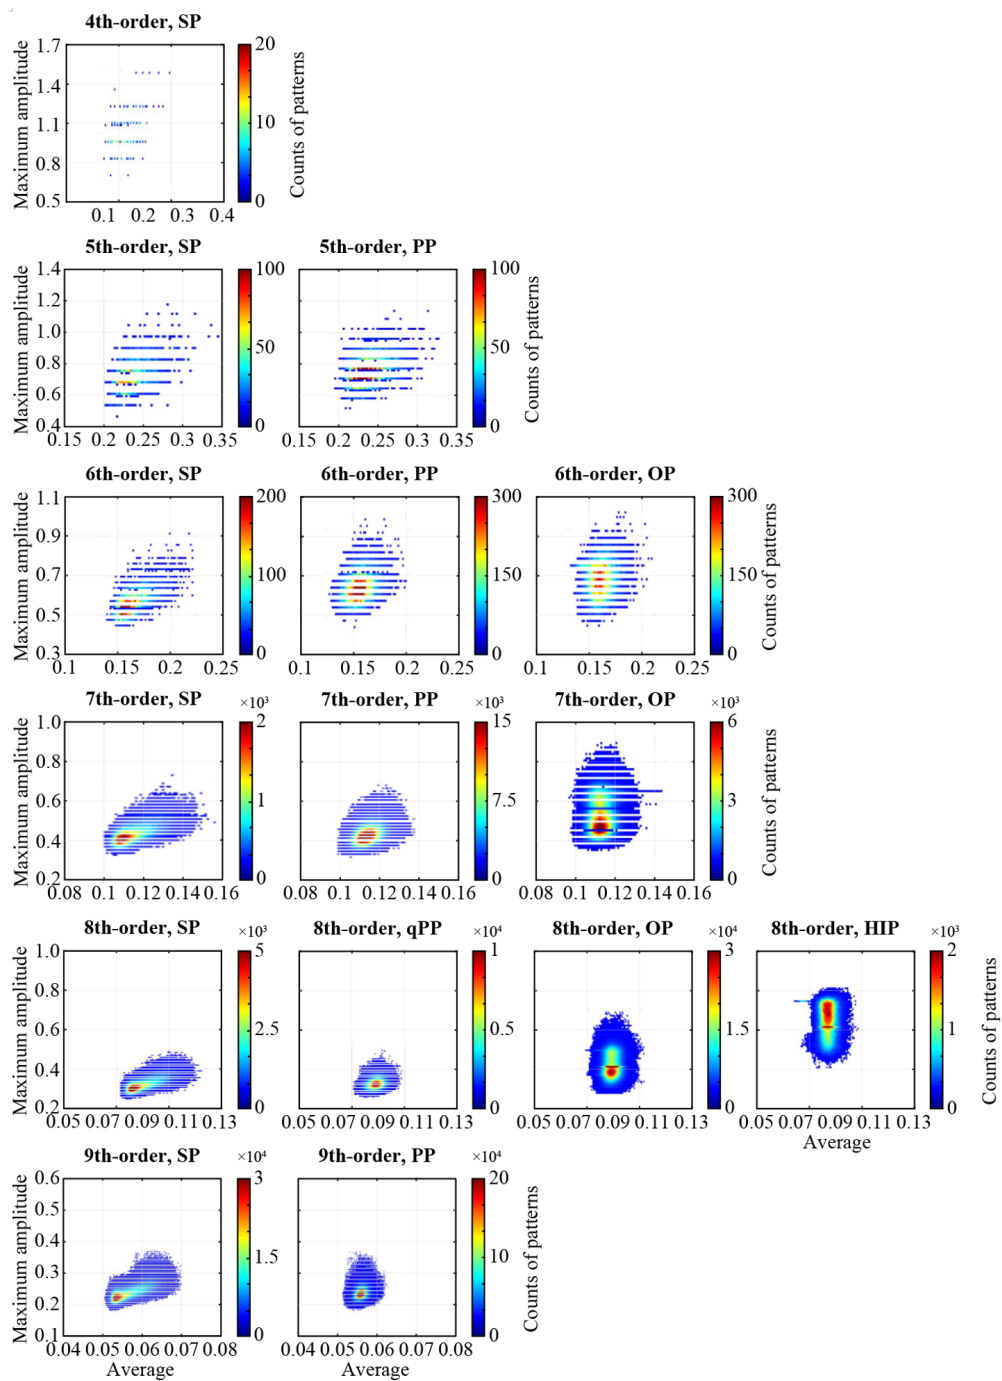 4th-order, SP
1.7
1.4
1.1
0.8
0.5
Maximum amplitude
0.1 0.2 0.3 0.4
20
10
0
Counts of patterns
5th-order, SP
1.4
1.2
1.0
0.8
0.6
0.4
Maximum amplitude
0.15 0.2 0.25 0.3 0.35
100
50
0
5th-order, PP
0.15 0.2 0.25 0.3 0.35
100
50
0
Counts of patterns
6th-order, SP
1.1
0.9
0.7
0.5
0.3
Maximum amplitude
0.1 0.15 0.2 0.25
200
100
0
6th-order, PP
0.1 0.15 0.2 0.25
300
150
0
6th-order, OP
0.1 0.15 0.2 0.25
300
150
0
Counts of patterns
7th-order, SP
1.0
0.8
0.6
0.4
0.2
Maximum amplitude
0.08 0.1 0.12 0.14 0.16
×10³
2
1
0
7th-order, PP
0.08 0.1 0.12 0.14 0.16
×10³
15
7.5
0
7th-order, OP
0.08 0.1 0.12 0.14 0.16
×10³
6
3
0
Counts of patterns
8th-order, SP
1.0
0.8
0.6
0.4
0.2
Maximum amplitude
0.05 0.07 0.09 0.11 0.13
×10³
5
2.5
0
8th-order, qPP
0.05 0.07 0.09 0.11 0.13
×10⁴
1
0.5
0
8th-order, OP
0.05 0.07 0.09 0.11 0.13
×10⁴
3
1.5
0
8th-order, HIP
0.05 0.07 0.09 0.11 0.13
Average
×10³
2
1
0
Counts of patterns
9th-order, SP
0.6
0.5
0.4
0.3
0.2
0.1
Maximum amplitude
0.04 0.05 0.06 0.07 0.08
Average
×10⁴
3
1.5
0
9th-order, PP
0.04 0.05 0.06 0.07 0.08
Average
×10⁴
20
10
0
Counts of patterns